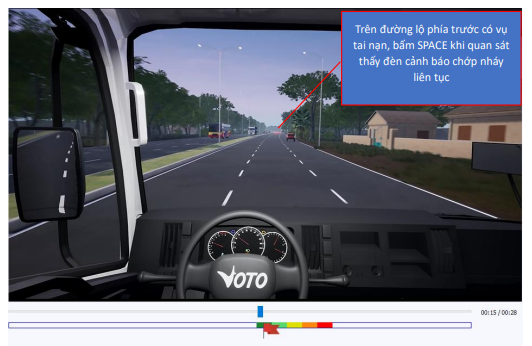 Trên đường lộ phía trước có vụ
tai nạn, bấm SPACE khi quan sát
thấy đèn cảnh báo chớp nháy
liên tục
VOTO
00:15 / 00:28